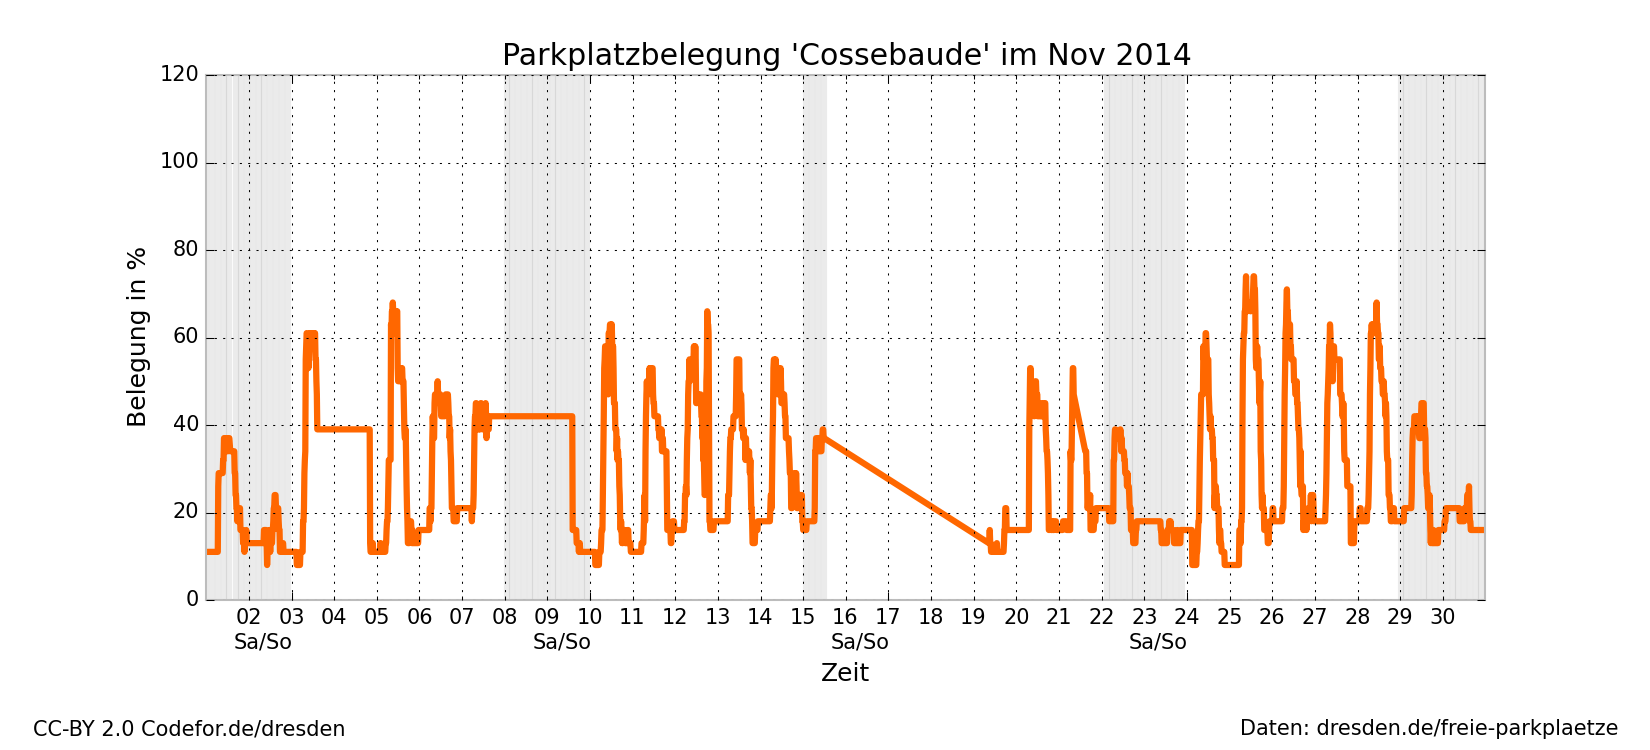 Parkplatzbelegung 'Cossebaude' im Nov 2014
120
100
80
60
40
20
0
Belegung in %
02 03 04 05 06 07 08 09 10 11 12 13 14 15 16 17 18 19 20 21 22 23 24 25 26 27 28 29 30
Sa/So Sa/So Sa/So Sa/So
Zeit
CC-BY 2.0 Codefor.de/dresden
Daten: dresden.de/freie-parkplaetze